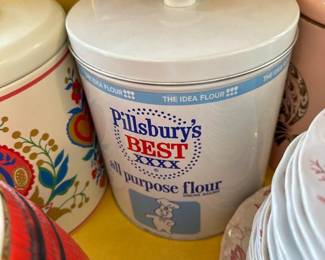 THE IDEA FLOUR
THE IDEA FLOUR
Pillsbury's
BEST
XXXX
all purpose flour